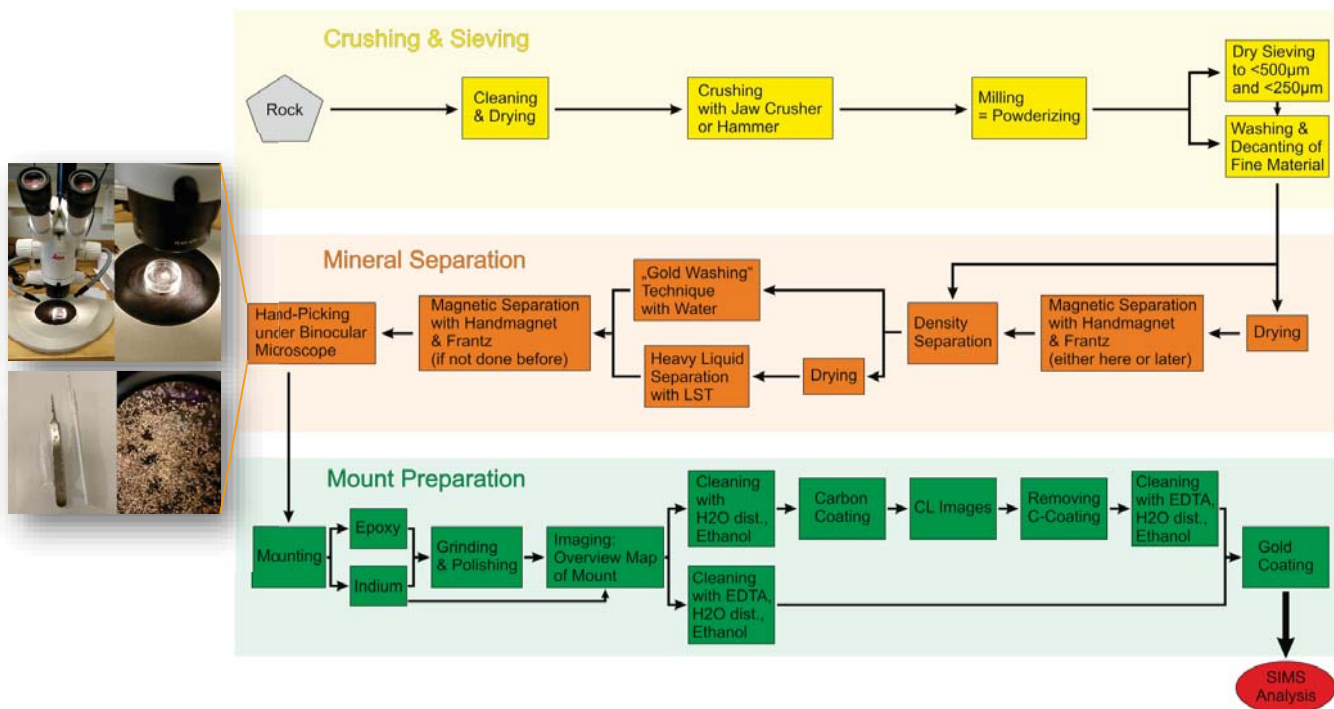 Crushing & Sieving
Rock
Cleaning
& Drying
Crushing
with Jaw Crusher
or Hammer
Milling
= Powderizing
Dry Sieving
to <500µm
and <250µm
Washing &
Decanting of
Fine Material
Mineral Separation
Hand-Picking
under Binocular
Microscope
Magnetic Separation
with Handmagnet
& Frantz
(if not done before)
„Gold Washing“
Technique
with Water
Heavy Liquid
Separation
with LST
Drying
Density
Separation
Magnetic Separation
with Handmagnet
& Frantz
(either here or later)
Drying
Mount Preparation
Mounting
Epoxy
Indium
Grinding
& Polishing
Imaging:
Overview Map
of Mount
Cleaning
with
H2O dist.,
Ethanol
Carbon
Coating
CL Images
Removing
C-Coating
Cleaning
with EDTA,
H2O dist.,
Ethanol
Cleaning
with EDTA,
H2O dist.,
Ethanol
Gold
Coating
SIMS
Analysis